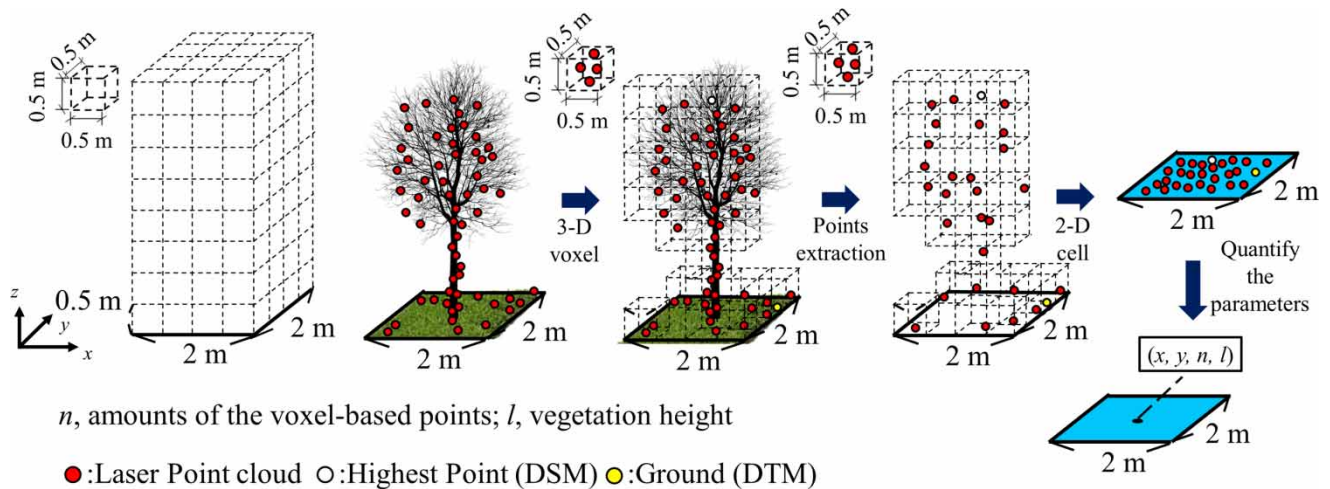 0.5 m
0.5 m
0.5 m
z
y
x
0.5 m
2 m
2 m
2 m
2 m
3-D
voxel
0.5 m
0.5 m
0.5 m
2 m
2 m
Points
extraction
0.5 m
0.5 m
0.5 m
2 m
2 m
2-D
cell
2 m
2 m
Quantify
the
parameters
(x, y, n, l)
2 m
2 m
n, amounts of the voxel-based points; l, vegetation height
:Laser Point cloud :Highest Point (DSM) :Ground (DTM)